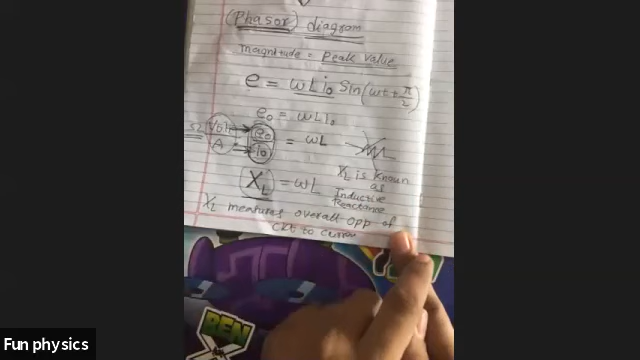 (Phasor) diagram
magnitude = Peak value
e = ωLi₀ Sin(ωt + π/2)
e₀ = ωLi₀
Ω Volt → e₀
A → i₀ = ωL
X_L = ωL
X_L is known
as
Inductive
Reactance
X_L measures overall opp of
CKT to
BEN
Fun physics